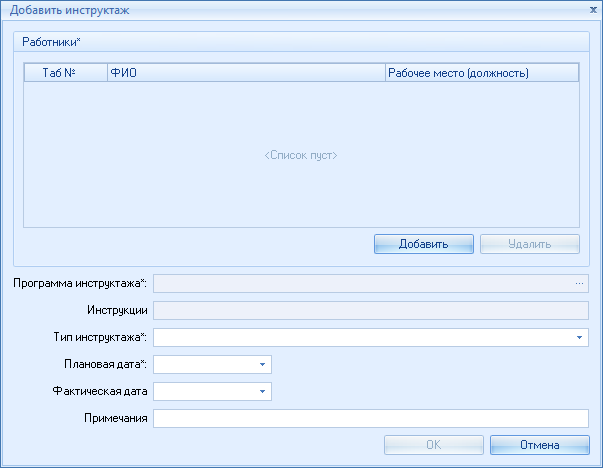 Добавить инструктаж x
Работники*
Таб № ФИО Рабочее место (должность)
<Список пуст>
Добавить Удалить
Программа инструктажа*: ...
Инструкции
Тип инструктажа*:
Плановая дата*:
Фактическая дата
Примечания
OK Отмена